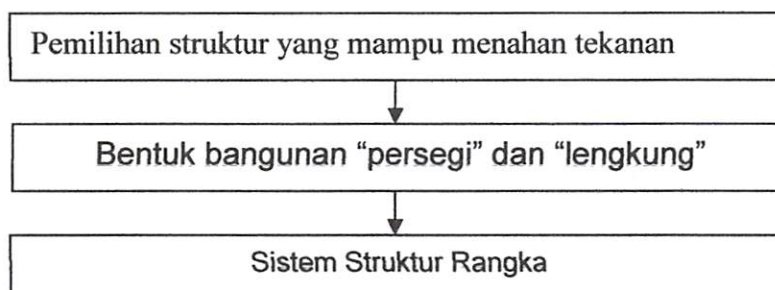 Pemilihan struktur yang mampu menahan tekanan
Bentuk bangunan “persegi” dan “lengkung”
Sistem Struktur Rangka